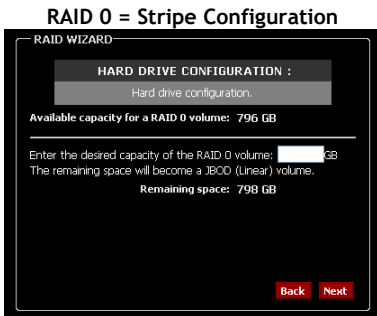 RAID 0 = Stripe Configuration
RAID WIZARD
HARD DRIVE CONFIGURATION :
Hard drive configuration.
Available capacity for a RAID 0 volume: 796 GB
Enter the desired capacity of the RAID 0 volume: GB
The remaining space will become a JBOD (Linear) volume.
Remaining space: 798 GB
Back Next